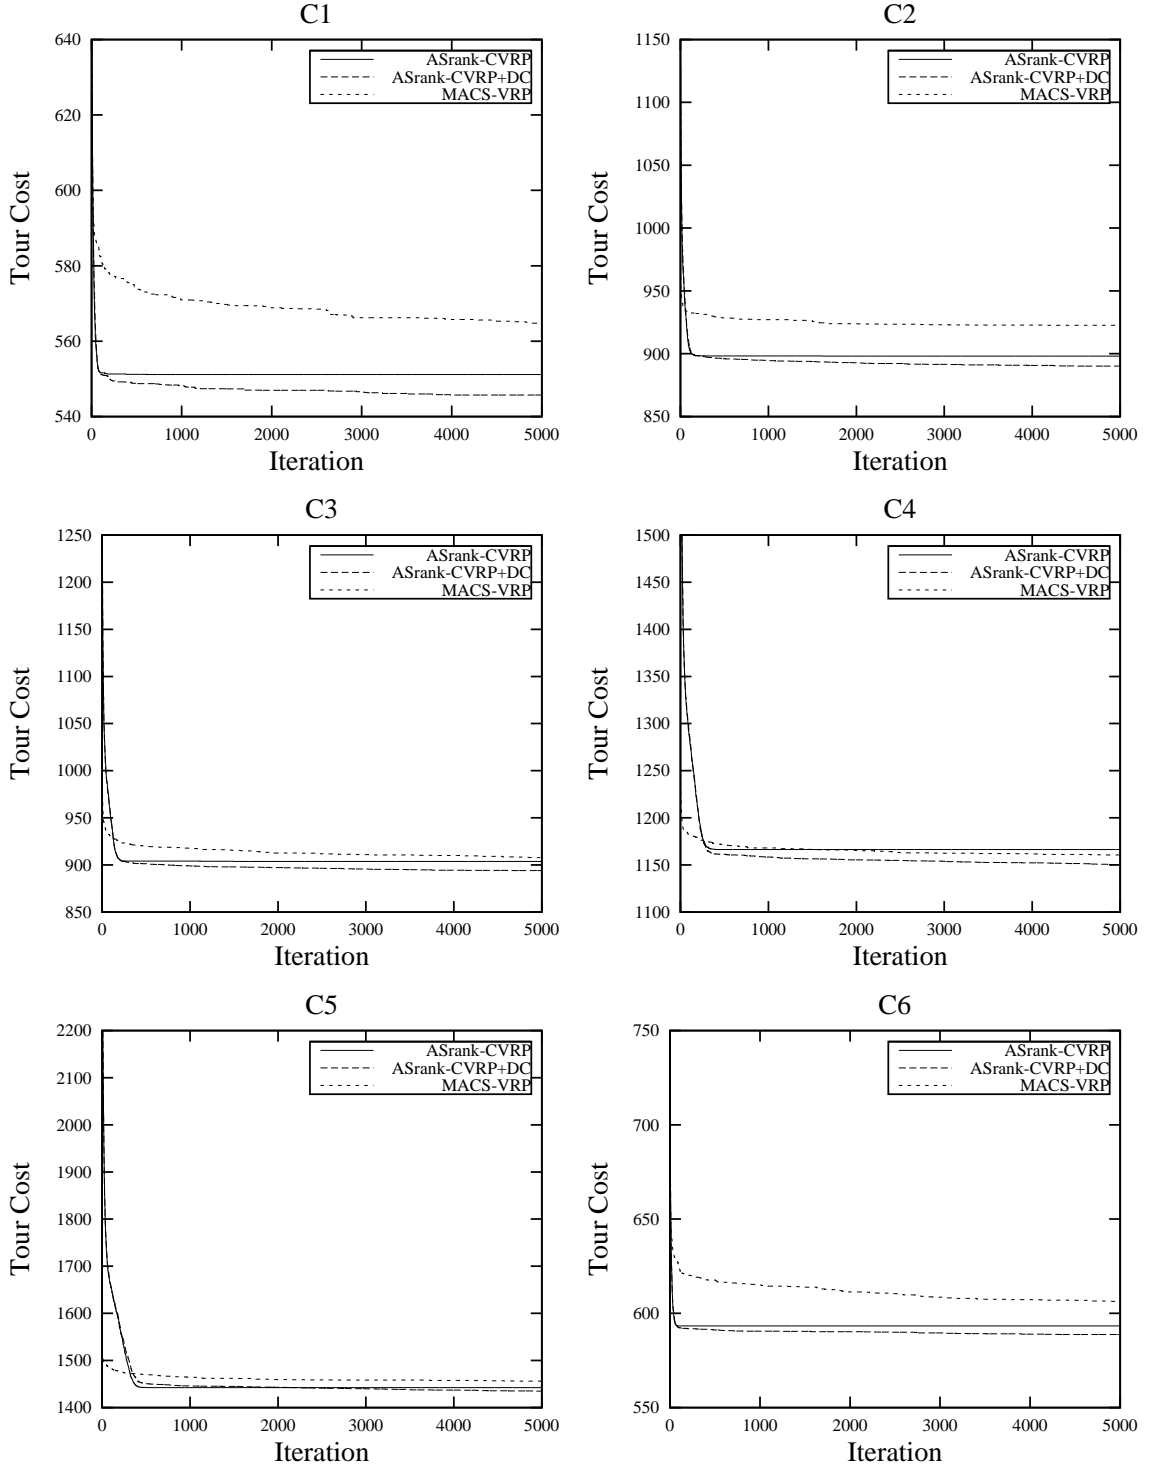 C1
640
620
600
580
560
540
Tour Cost
ASrank-CVRP
ASrank-CVRP+DC
MACS-VRP
0 1000 2000 3000 4000 5000
Iteration
C2
1150
1100
1050
1000
950
900
850
Tour Cost
ASrank-CVRP
ASrank-CVRP+DC
MACS-VRP
0 1000 2000 3000 4000 5000
Iteration
C3
1250
1200
1150
1100
1050
1000
950
900
850
Tour Cost
ASrank-CVRP
ASrank-CVRP+DC
MACS-VRP
0 1000 2000 3000 4000 5000
Iteration
C4
1500
1450
1400
1350
1300
1250
1200
1150
1100
Tour Cost
ASrank-CVRP
ASrank-CVRP+DC
MACS-VRP
0 1000 2000 3000 4000 5000
Iteration
C5
2200
2100
2000
1900
1800
1700
1600
1500
1400
Tour Cost
ASrank-CVRP
ASrank-CVRP+DC
MACS-VRP
0 1000 2000 3000 4000 5000
Iteration
C6
750
700
650
600
550
Tour Cost
ASrank-CVRP
ASrank-CVRP+DC
MACS-VRP
0 1000 2000 3000 4000 5000
Iteration